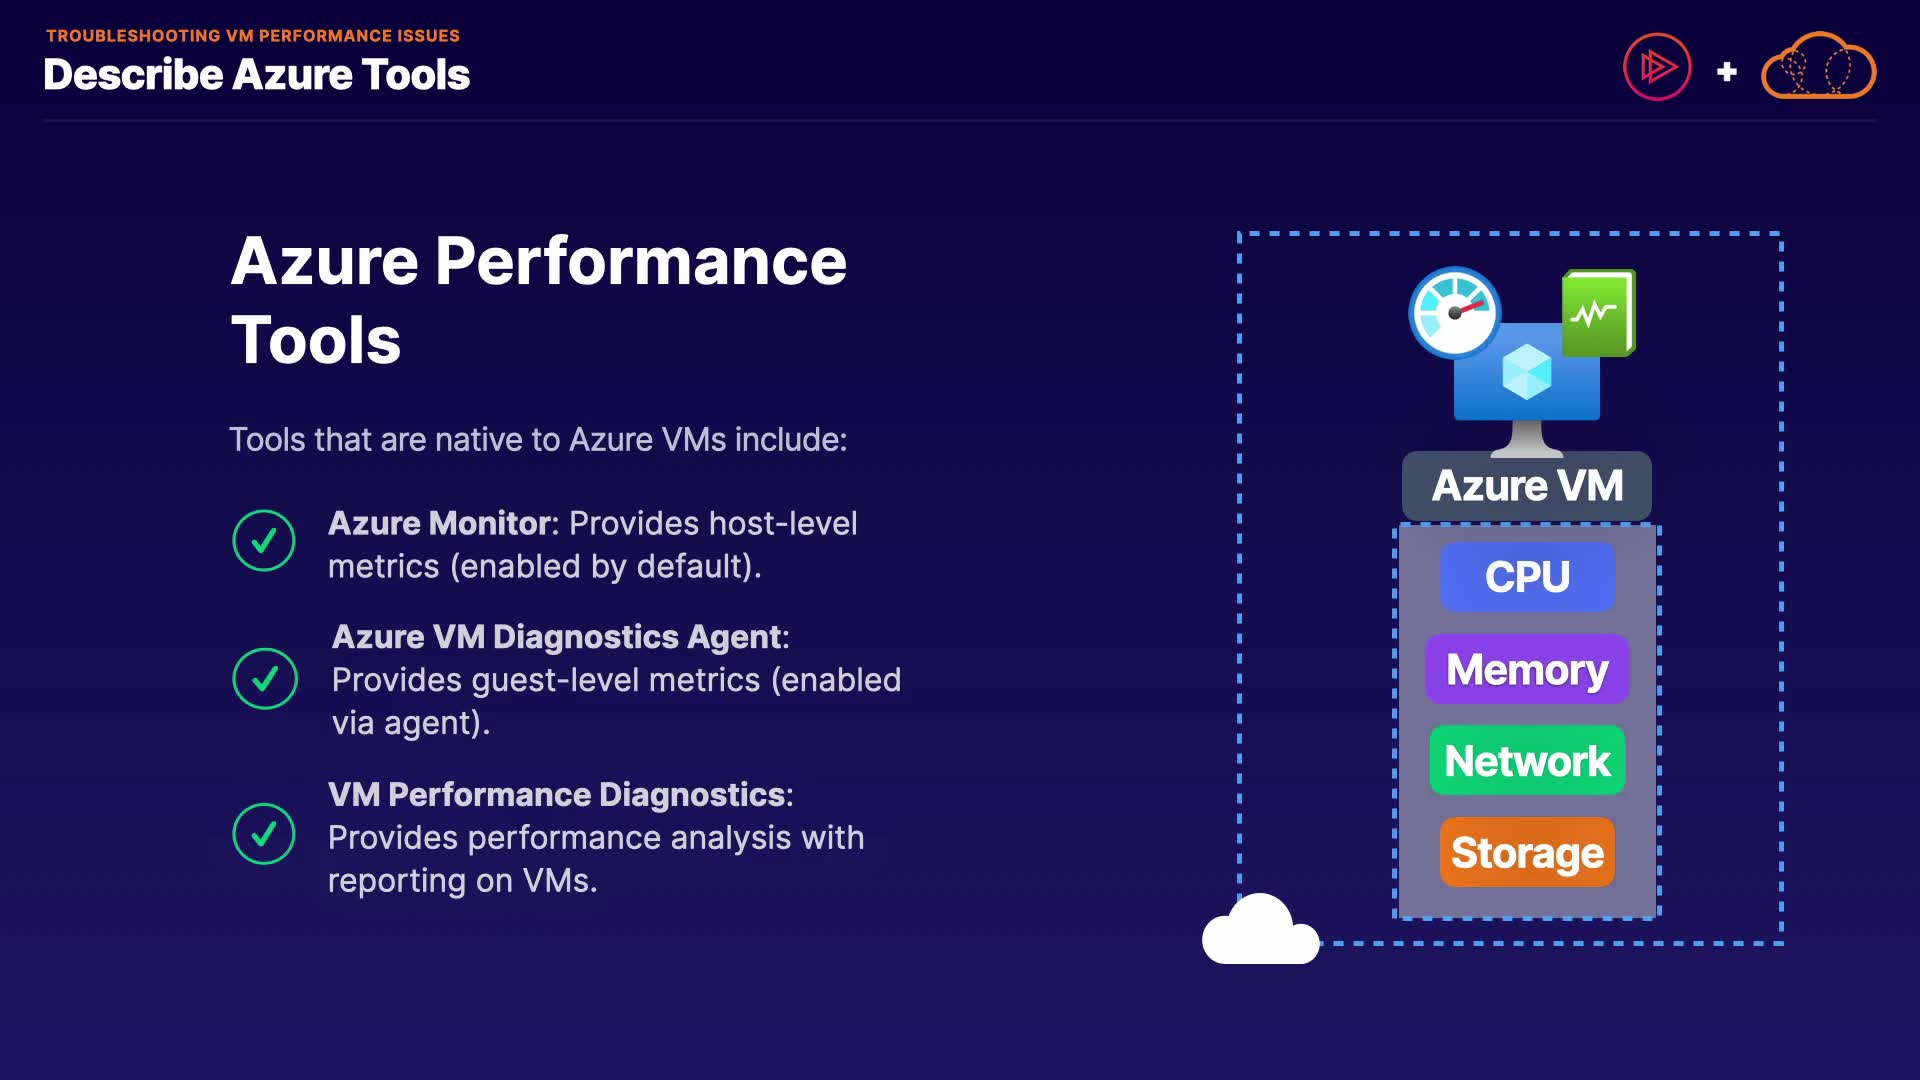 TROUBLESHOOTING VM PERFORMANCE ISSUES
Describe Azure Tools
Azure Performance
Tools
Tools that are native to Azure VMs include:
Azure Monitor: Provides host-level
metrics (enabled by default).
Azure VM Diagnostics Agent:
Provides guest-level metrics (enabled
via agent).
VM Performance Diagnostics:
Provides performance analysis with
reporting on VMs.
Azure VM
CPU
Memory
Network
Storage